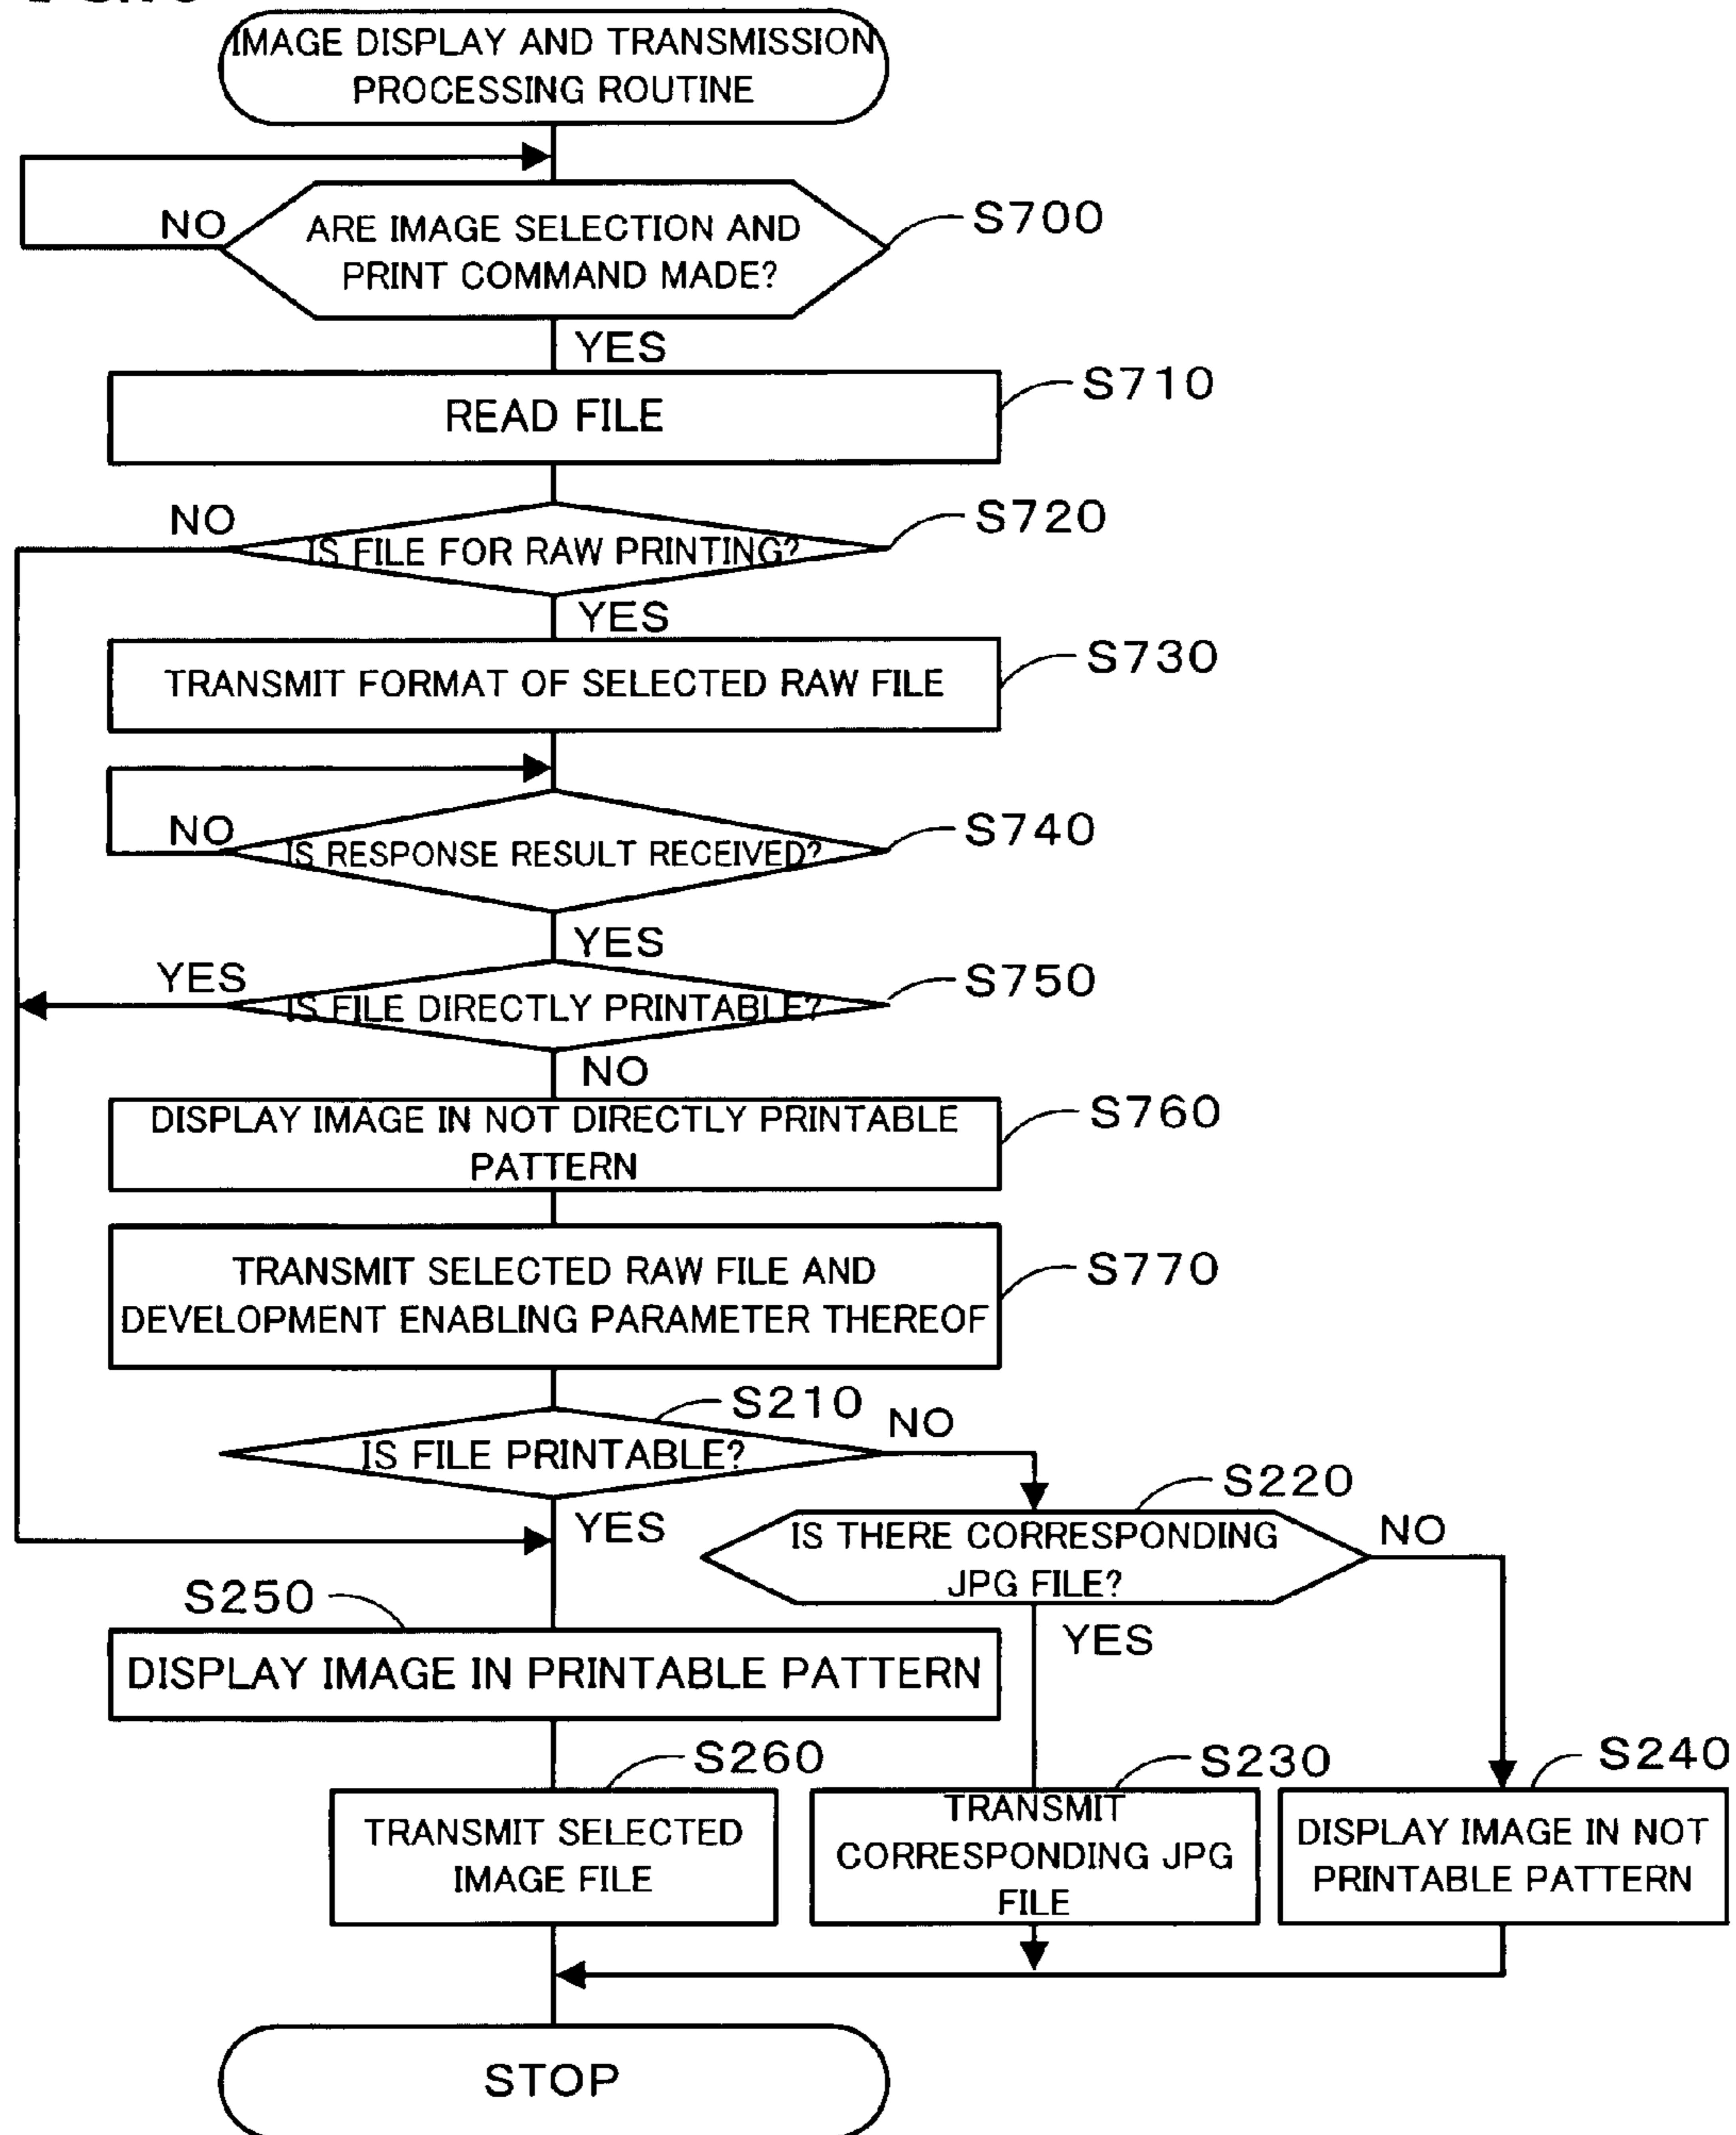 IMAGE DISPLAY AND TRANSMISSION
PROCESSING ROUTINE
NO
ARE IMAGE SELECTION AND
PRINT COMMAND MADE?
S700
YES
READ FILE
S710
NO
IS FILE FOR RAW PRINTING?
S720
YES
TRANSMIT FORMAT OF SELECTED RAW FILE
S730
NO
IS RESPONSE RESULT RECEIVED?
S740
YES
YES
IS FILE DIRECTLY PRINTABLE?
S750
NO
DISPLAY IMAGE IN NOT DIRECTLY PRINTABLE
PATTERN
S760
TRANSMIT SELECTED RAW FILE AND
DEVELOPMENT ENABLING PARAMETER THEREOF
S770
S210
NO
IS FILE PRINTABLE?
YES
S220
IS THERE CORRESPONDING
JPG FILE?
NO
YES
S250
DISPLAY IMAGE IN PRINTABLE PATTERN
S260
TRANSMIT SELECTED
IMAGE FILE
S230
TRANSMIT
CORRESPONDING JPG
FILE
S240
DISPLAY IMAGE IN NOT
PRINTABLE PATTERN
STOP